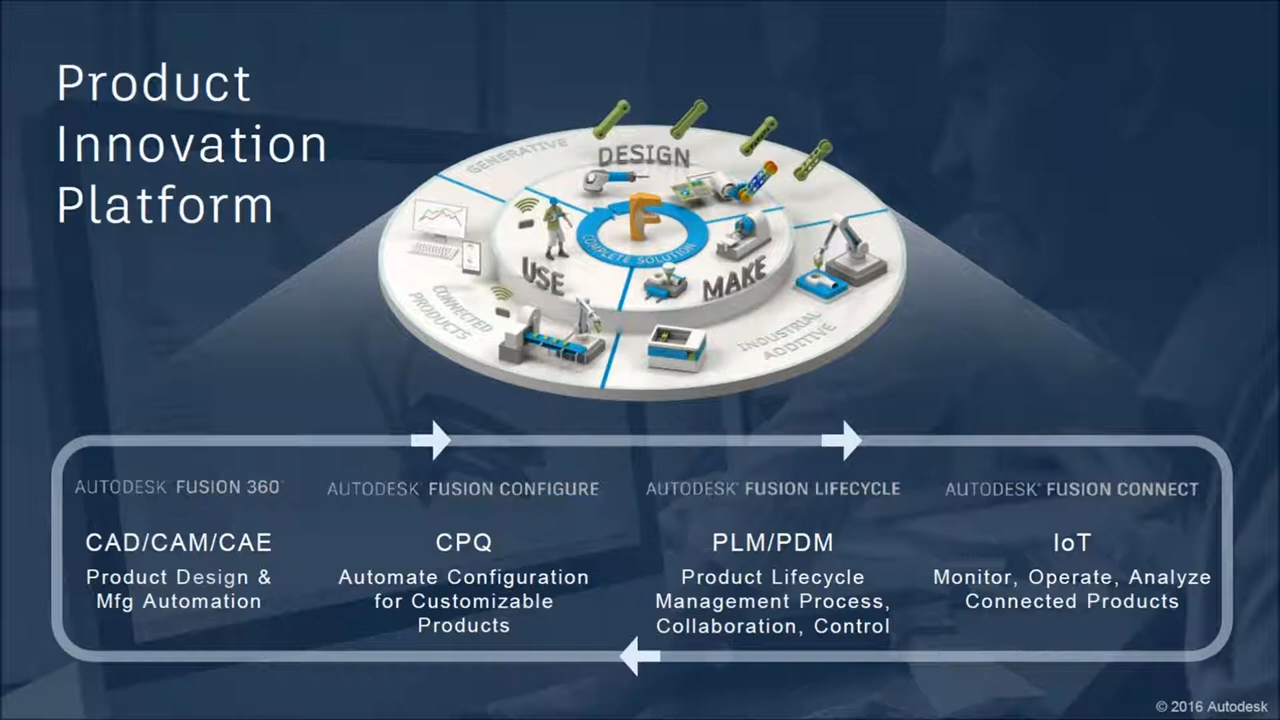 Product
Innovation
Platform
GENERATIVE
DESIGN
F
COMPLETE SOLUTION
USE
MAKE
CONNECTED
PRODUCTS
INDUSTRIAL
ADDITIVE
AUTODESK® FUSION 360™
AUTODESK® FUSION CONFIGURE
AUTODESK® FUSION LIFECYCLE
AUTODESK® FUSION CONNECT
CAD/CAM/CAE
CPQ
PLM/PDM
IoT
Product Design &
Mfg Automation
Automate Configuration
for Customizable
Products
Product Lifecycle
Management Process,
Collaboration, Control
Monitor, Operate, Analyze
Connected Products
© 2016 Autodesk